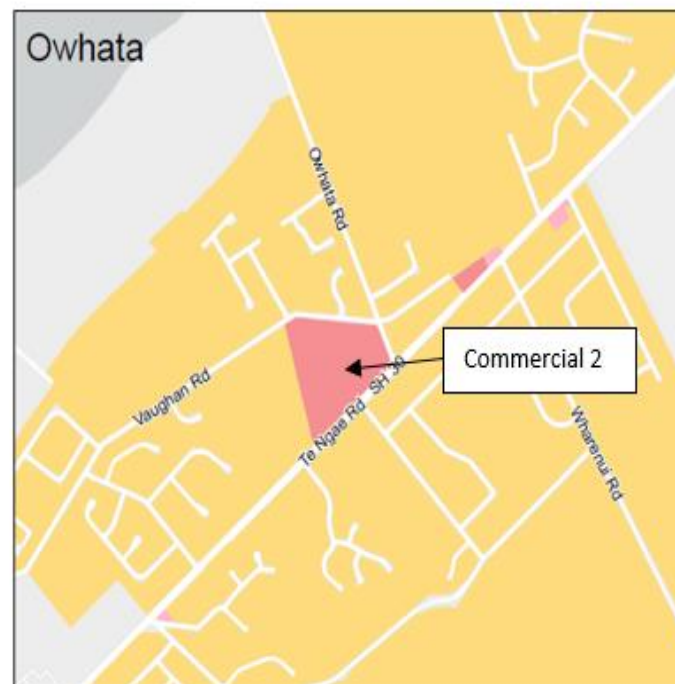 Owhata
Owhata Rd
Commercial 2
Vaughan Rd
Te Ngae Rd SH 30
Wharenui Rd